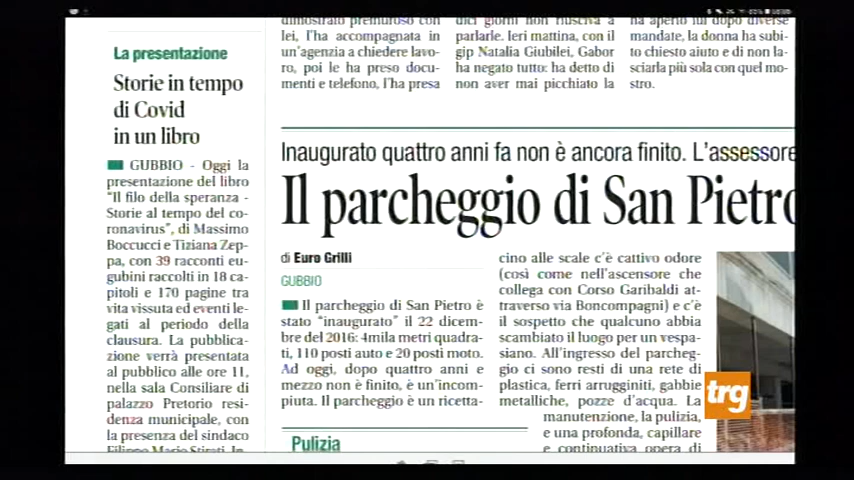 La presentazione
Storie in tempo
di Covid
in un libro
GUBBIO - Oggi la
presentazione del libro
"Il filo della speranza -
Storie al tempo del co-
ronavirus", di Massimo
Boccucci e Tiziana Zep-
pa, con 39 racconti eu-
gubini raccolti in 18 ca-
pitoli e 170 pagine tra
vita vissuta ed eventi le-
gati al periodo della
clausura. La pubblica-
zione verrà presentata
al pubblico alle ore 11,
nella sala Consiliare di
palazzo Pretorio resi-
denza municipale, con
la presenza del sindaco
Filippo Mario Stirati. In-
dimostrato premuroso con
lei, l'ha accompagnata in
un'agenzia a chiedere lavo-
ro, poi le ha preso docu-
menti e telefono, l'ha presa
dici giorni non riusciva a
parlarle. Ieri mattina, con il
gip Natalia Giubilei, Gabor
ha negato tutto: ha detto di
non aver mai picchiato la
ha aperto lui dopo diverse
mandate, la donna ha subi-
to chiesto aiuto e di non la-
sciarla più sola con quel mo-
stro.
Inaugurato quattro anni fa non è ancora finito. L'assessore
Il parcheggio di San Pietro
di Euro Grilli
GUBBIO
Il parcheggio di San Pietro è
stato "inaugurato" il 22 dicem-
bre del 2016: 4mila metri quadra-
ti, 110 posti auto e 20 posti moto.
Ad oggi, dopo quattro anni e
mezzo non è finito, è un'incom-
piuta. Il parcheggio è un ricetta-
cino alle scale c'è cattivo odore
(così come nell'ascensore che
collega con Corso Garibaldi at-
traverso via Boncompagni) e c'è
il sospetto che qualcuno abbia
scambiato il luogo per un vespa-
siano. All'ingresso del parcheg-
gio ci sono resti di una rete di
plastica, ferri arrugginiti, gabbie
metalliche, pozze d'acqua. La
manutenzione, la pulizia,
e una profonda, capillare
e continuativa opera di
Pulizia
trg